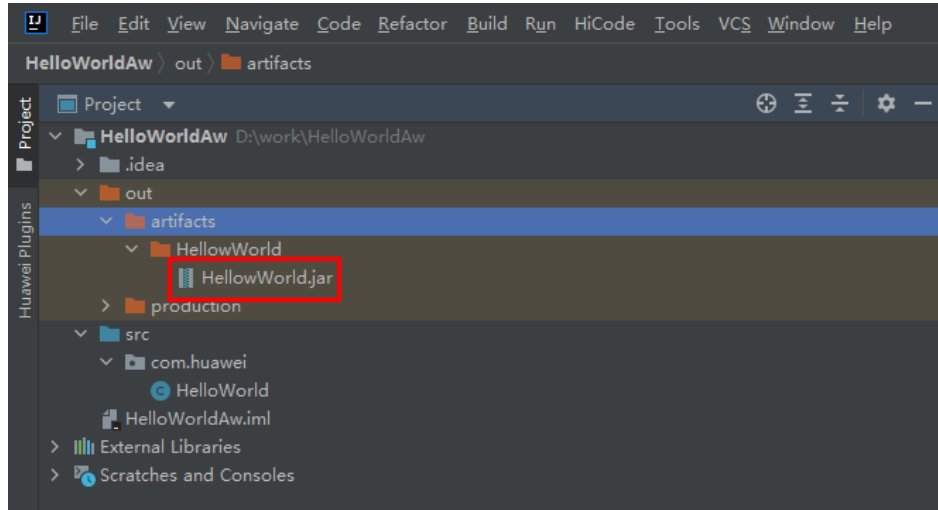 IJ File Edit View Navigate Code Refactor Build Run HiCode Tools VCS Window Help
HelloWorldAw 〉 out 〉 artifacts
Project
Project
Huawei Plugins
HelloWorldAw D:\work\HelloWorldAw
.idea
out
artifacts
HellowWorld
HellowWorld.jar
production
src
com.huawei
C HelloWorld
HelloWorldAw.iml
External Libraries
Scratches and Consoles